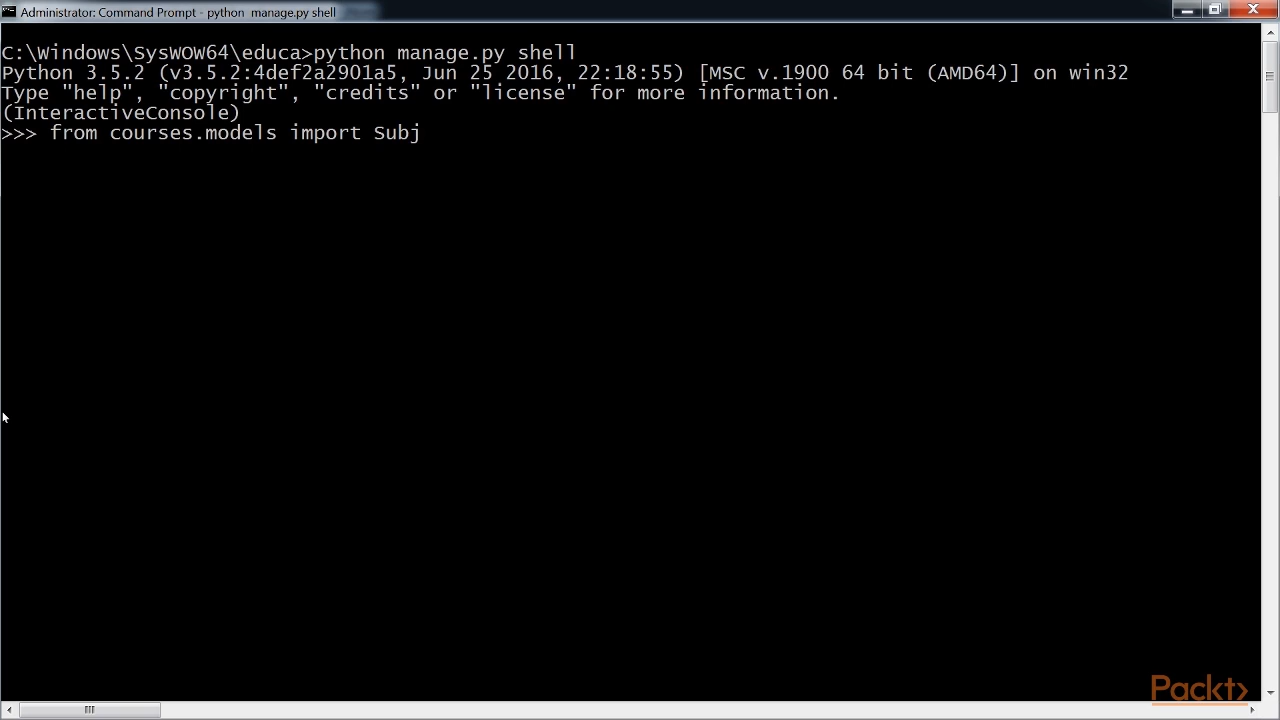 Administrator: Command Prompt - python  manage.py shell
C:\Windows\SysWOW64\educa>python manage.py shell
Python 3.5.2 (v3.5.2:4def2a2901a5, Jun 25 2016, 22:18:55) [MSC v.1900 64 bit (AMD64)] on win32
Type "help", "copyright", "credits" or "license" for more information.
(InteractiveConsole)
>>> from courses.models import Subj
Packt>